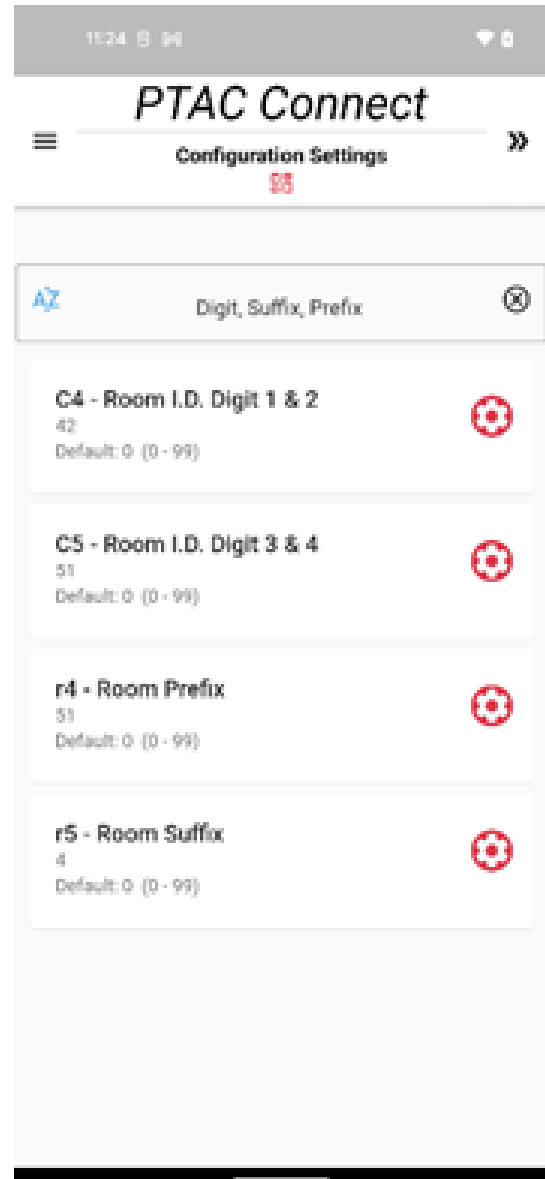 11:24
PTAC Connect
Configuration Settings
Digit, Suffix, Prefix
C4 - Room I.D. Digit 1 & 2
42
Default: 0 (0 - 99)
C5 - Room I.D. Digit 3 & 4
51
Default: 0 (0 - 99)
r4 - Room Prefix
51
Default: 0 (0 - 99)
r5 - Room Suffix
4
Default: 0 (0 - 99)